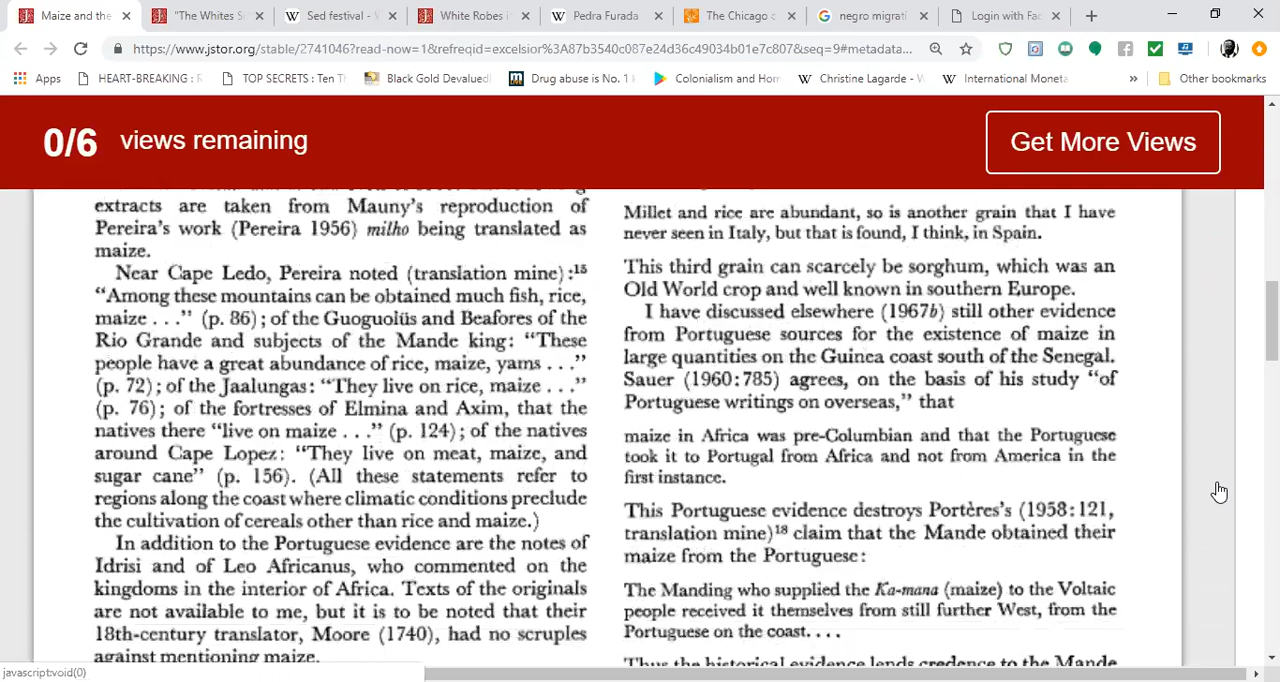 Maize and the
"The Whites S
Sed festival -
White Robes i
Pedra Furada
The Chicago
negro migrati
Login with Fac
https://www.jstor.org/stable/2741046?read-now=1&refreqid=excelsior%3A87b3540c087e24d36c49034b01e7c807&seq=9#metadata...
Apps
HEART-BREAKING : R
TOP SECRETS : Ten Th
Black Gold Devalued
Drug abuse is No. 1
Colonialism and Hom
Christine Lagarde - W
International Moneta
»
Other bookmarks
0/6 views remaining
Get More Views
extracts are taken from Mauny's reproduction of
Pereira's work (Pereira 1956) milho being translated as
maize.
Near Cape Ledo, Pereira noted (translation mine):15
"Among these mountains can be obtained much fish, rice,
maize . . ." (p. 86); of the Guoguolüs and Beafores of the
Rio Grande and subjects of the Mande king: "These
people have a great abundance of rice, maize, yams . . ."
(p. 72); of the Jaalungas: "They live on rice, maize . . ."
(p. 76); of the fortresses of Elmina and Axim, that the
natives there "live on maize . . ." (p. 124); of the natives
around Cape Lopez: "They live on meat, maize, and
sugar cane" (p. 156). (All these statements refer to
regions along the coast where climatic conditions preclude
the cultivation of cereals other than rice and maize.)
In addition to the Portuguese evidence are the notes of
Idrisi and of Leo Africanus, who commented on the
kingdoms in the interior of Africa. Texts of the originals
are not available to me, but it is to be noted that their
18th-century translator, Moore (1740), had no scruples
against mentioning maize.
Millet and rice are abundant, so is another grain that I have
never seen in Italy, but that is found, I think, in Spain.
This third grain can scarcely be sorghum, which was an
Old World crop and well known in southern Europe.
I have discussed elsewhere (1967b) still other evidence
from Portuguese sources for the existence of maize in
large quantities on the Guinea coast south of the Senegal.
Sauer (1960:785) agrees, on the basis of his study "of
Portuguese writings on overseas," that
maize in Africa was pre-Columbian and that the Portuguese
took it to Portugal from Africa and not from America in the
first instance.
This Portuguese evidence destroys Portères's (1958:121,
translation mine)18 claim that the Mande obtained their
maize from the Portuguese:
The Manding who supplied the Ka-mana (maize) to the Voltaic
people received it themselves from still further West, from the
Portuguese on the coast. . . .
Thus the historical evidence lends credence to the Mande
javascript:void(0)